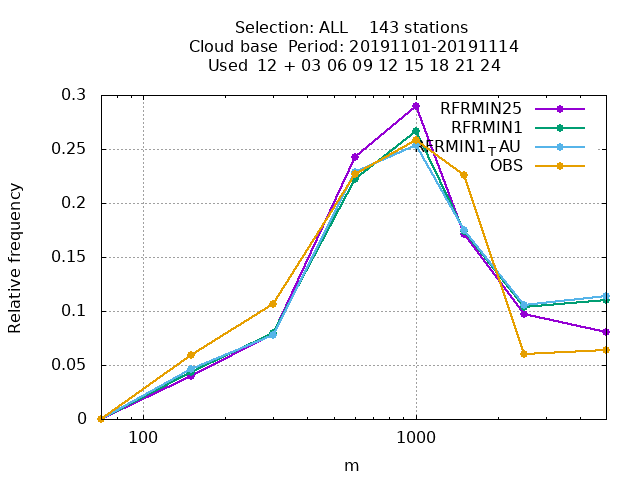 Selection: ALL    143 stations
Cloud base  Period: 20191101-20191114
Used  12 + 03 06 09 12 15 18 21 24
0.3
0.25
0.2
0.15
0.1
0.05
0
100
1000
m
Relative frequency
RFRMIN25
RFRMIN1
RFRMIN1TAU
OBS